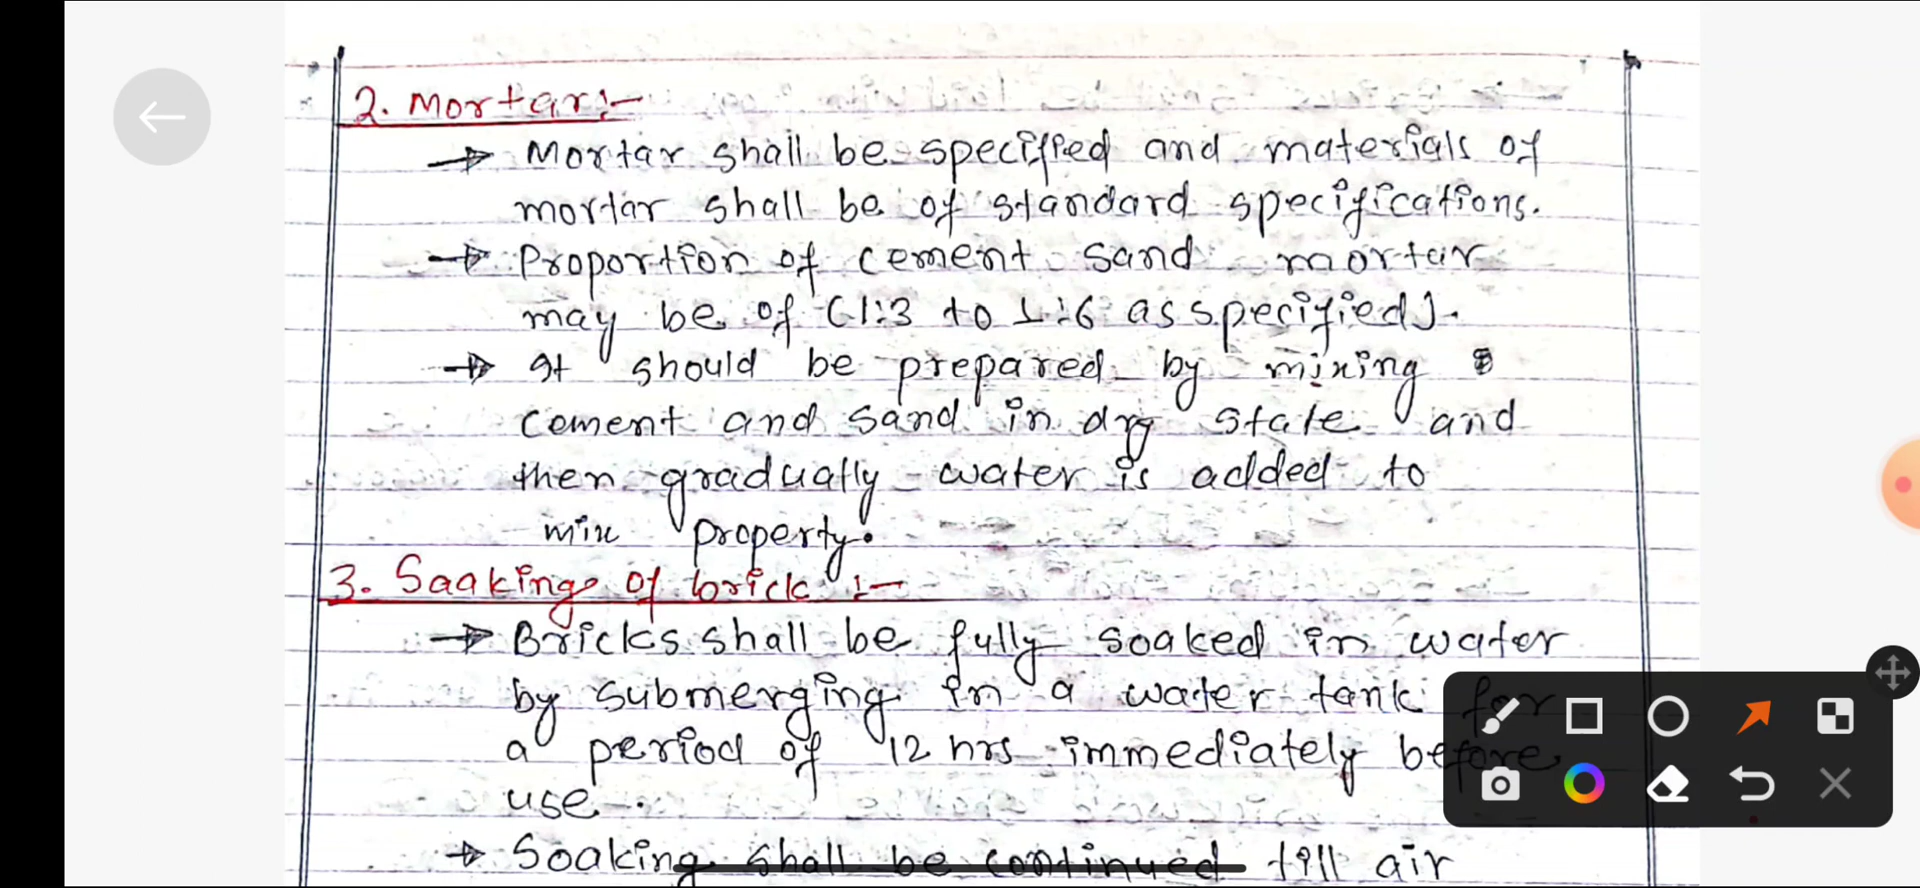 2. Mortar:-
→ Mortar shall be specified and materials of
mortar shall be of standard specifications.
→ Proportion of cement sand mortar
may be of (1:3 to 1:6 as specified).
→ It should be prepared by mixing
cement and sand in dry state and
then gradually water is added to
mix property.
3. Saaking of brick :-
→ Bricks shall be fully soaked in water
by submerging in a water tank for
a period of 12 hrs immediately before
use.
→ Soaking shall be continued till air